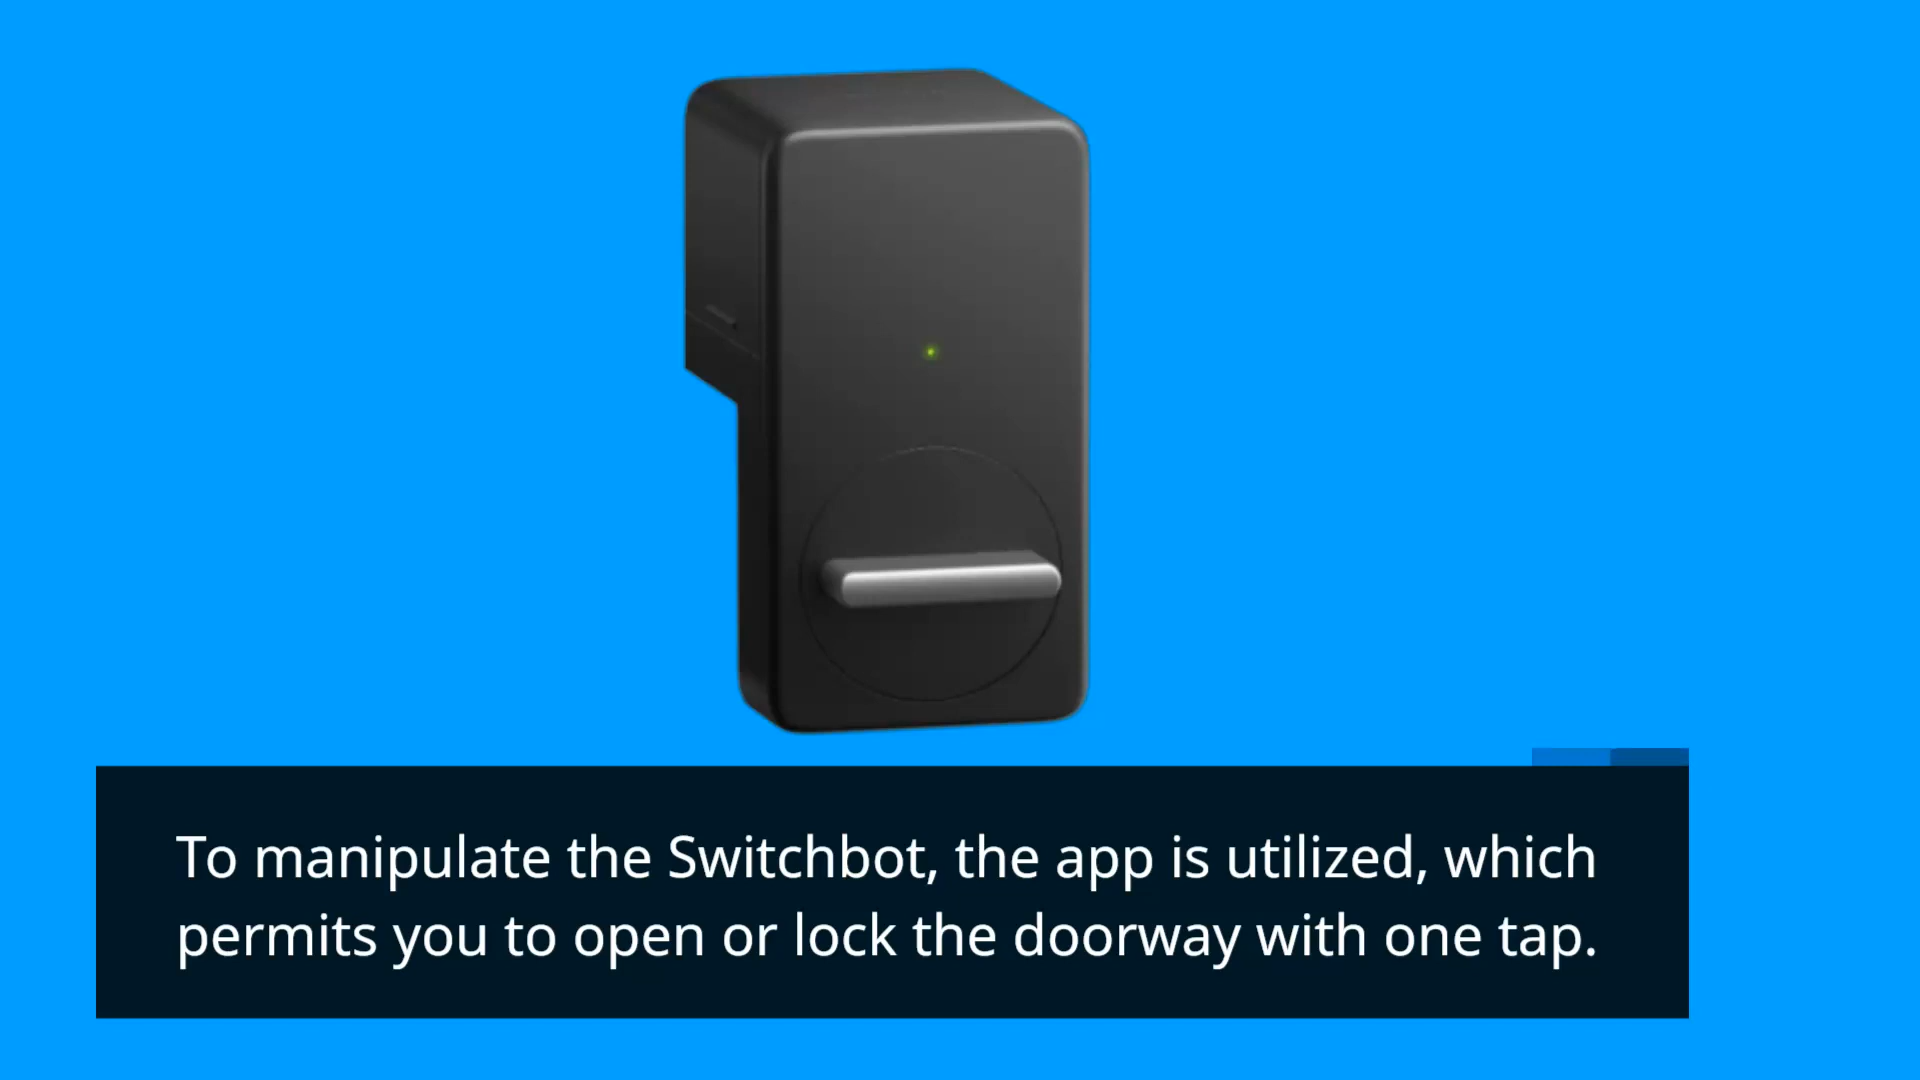 To manipulate the Switchbot, the app is utilized, which
permits you to open or lock the doorway with one tap.